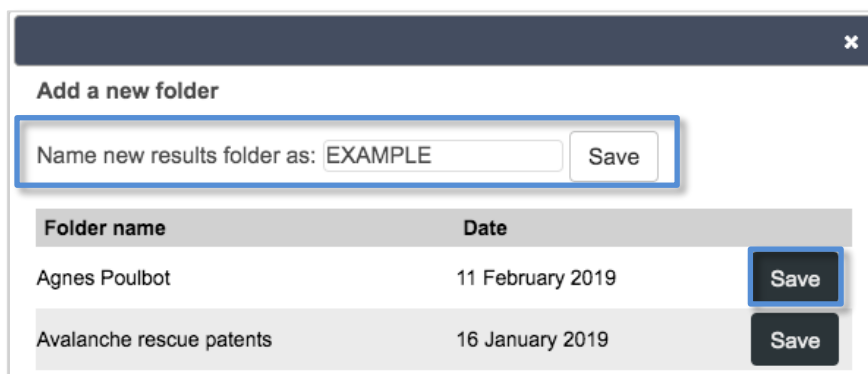 ×
Add a new folder
Name new results folder as: EXAMPLE Save
Folder name Date
Agnes Poulbot 11 February 2019 Save
Avalanche rescue patents 16 January 2019 Save